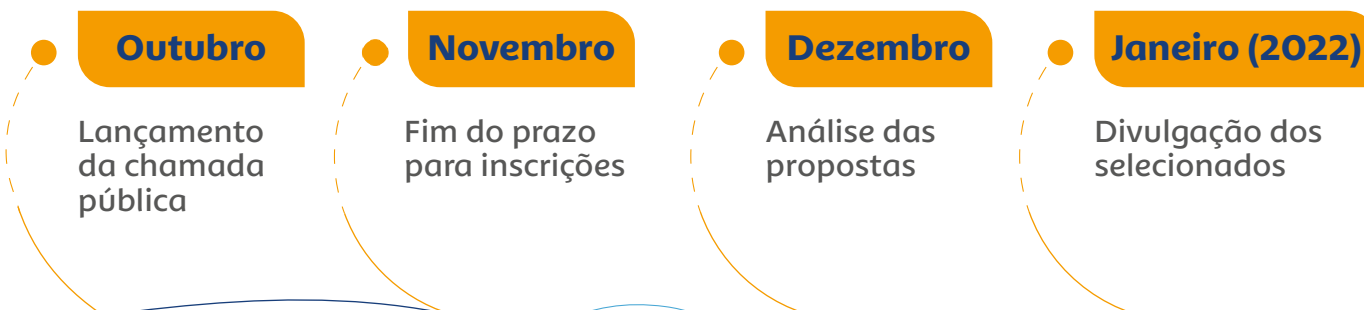 Outubro
Lançamento
da chamada
pública
Novembro
Fim do prazo
para inscrições
Dezembro
Análise das
propostas
Janeiro (2022)
Divulgação dos
selecionados